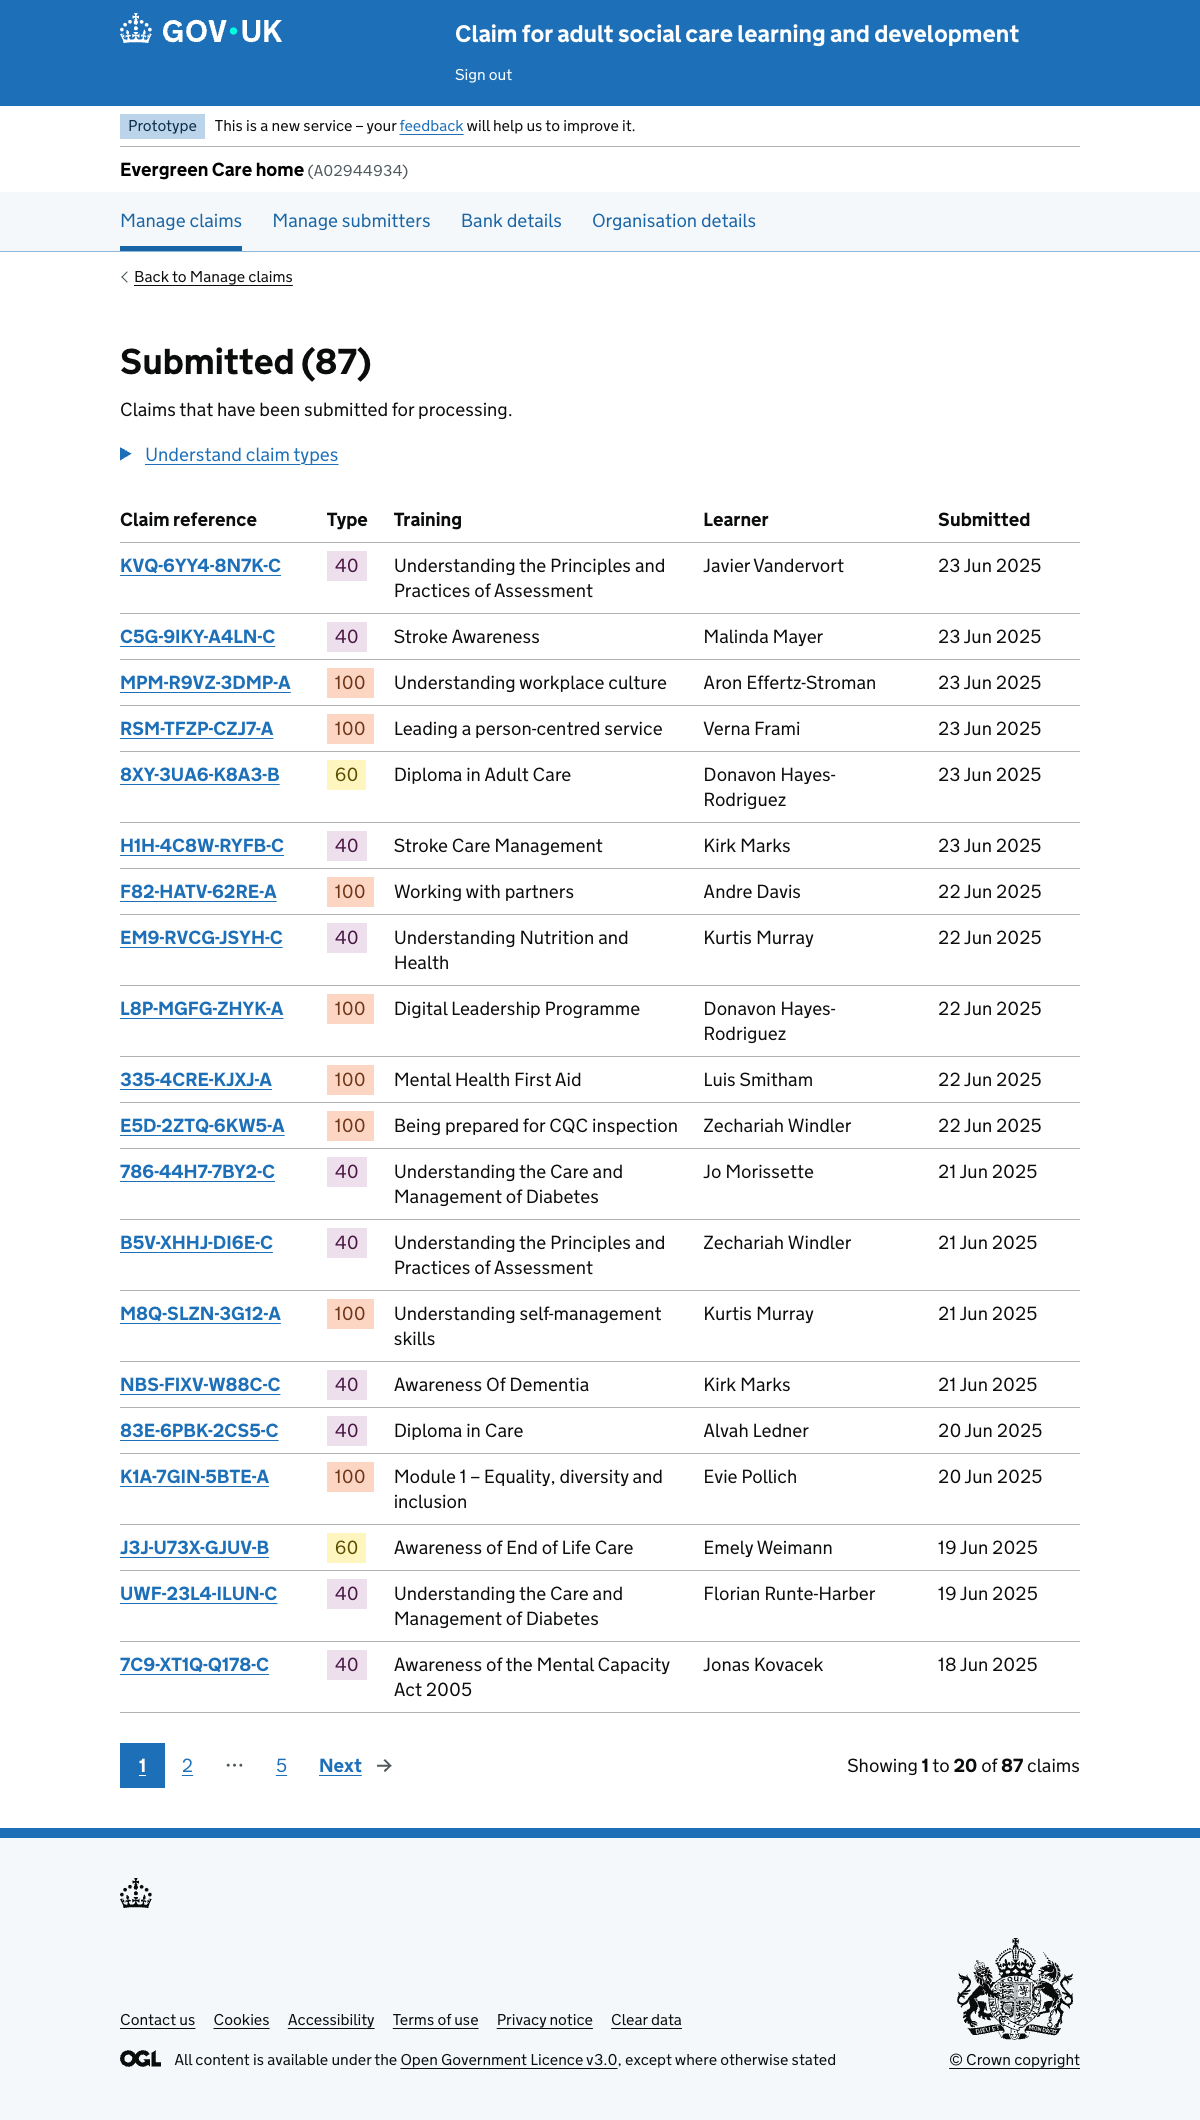 GOV·UK
Claim for adult social care learning and development
Sign out
Prototype This is a new service – your feedback will help us to improve it.
Evergreen Care home (A02944934)
Manage claims Manage submitters Bank details Organisation details
Back to Manage claims
Submitted (87)
Claims that have been submitted for processing.
Understand claim types
Claim reference Type Training Learner Submitted
KVQ-6YY4-8N7K-C 40 Understanding the Principles and Javier Vandervort 23 Jun 2025
Practices of Assessment
C5G-9IKY-A4LN-C 40 Stroke Awareness Malinda Mayer 23 Jun 2025
MPM-R9VZ-3DMP-A 100 Understanding workplace culture Aron Effertz-Stroman 23 Jun 2025
RSM-TFZP-CZJ7-A 100 Leading a person-centred service Verna Frami 23 Jun 2025
8XY-3UA6-K8A3-B 60 Diploma in Adult Care Donavon Hayes- 23 Jun 2025
Rodriguez
H1H-4C8W-RYFB-C 40 Stroke Care Management Kirk Marks 23 Jun 2025
F82-HATV-62RE-A 100 Working with partners Andre Davis 22 Jun 2025
EM9-RVCG-JSYH-C 40 Understanding Nutrition and Kurtis Murray 22 Jun 2025
Health
L8P-MGFG-ZHYK-A 100 Digital Leadership Programme Donavon Hayes- 22 Jun 2025
Rodriguez
335-4CRE-KJXJ-A 100 Mental Health First Aid Luis Smitham 22 Jun 2025
E5D-2ZTQ-6KW5-A 100 Being prepared for CQC inspection Zechariah Windler 22 Jun 2025
786-44H7-7BY2-C 40 Understanding the Care and Jo Morissette 21 Jun 2025
Management of Diabetes
B5V-XHHJ-DI6E-C 40 Understanding the Principles and Zechariah Windler 21 Jun 2025
Practices of Assessment
M8Q-SLZN-3G12-A 100 Understanding self-management Kurtis Murray 21 Jun 2025
skills
NBS-FIXV-W88C-C 40 Awareness Of Dementia Kirk Marks 21 Jun 2025
83E-6PBK-2CS5-C 40 Diploma in Care Alvah Ledner 20 Jun 2025
K1A-7GIN-5BTE-A 100 Module 1 – Equality, diversity and Evie Pollich 20 Jun 2025
inclusion
J3J-U73X-GJUV-B 60 Awareness of End of Life Care Emely Weimann 19 Jun 2025
UWF-23L4-ILUN-C 40 Understanding the Care and Florian Runte-Harber 19 Jun 2025
Management of Diabetes
7C9-XT1Q-Q178-C 40 Awareness of the Mental Capacity Jonas Kovacek 18 Jun 2025
Act 2005
1 2 ⋯ 5 Next → Showing 1 to 20 of 87 claims
Contact us Cookies Accessibility Terms of use Privacy notice Clear data
OGL All content is available under the Open Government Licence v3.0, except where otherwise stated © Crown copyright